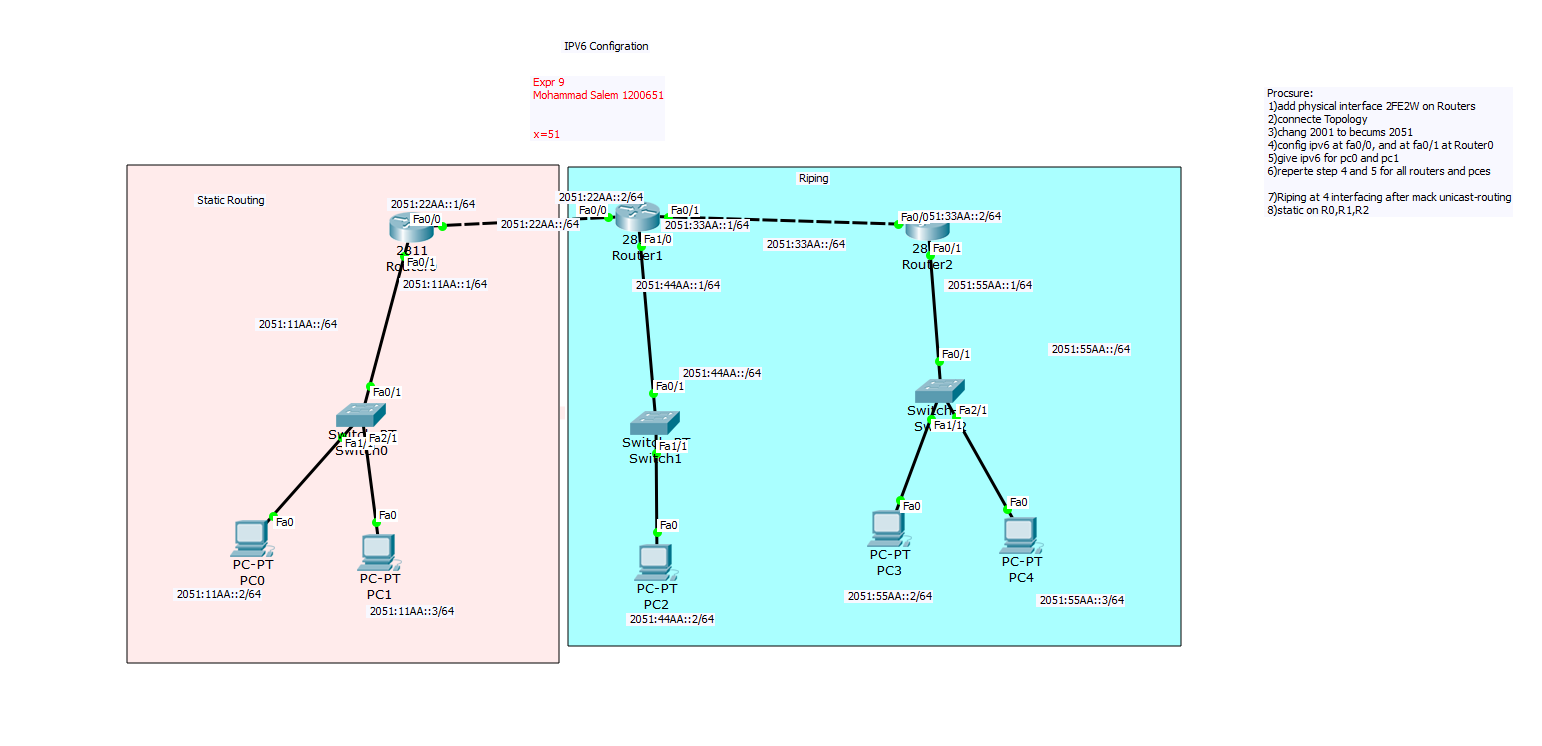 IPV6 Configration
Expr 9
Mohammad Salem 1200651
x=51
Procsure:
1)add physical interface 2FE2W on Routers
2)connecte Topology
3)chang 2001 to becums 2051
4)config ipv6 at fa0/0, and at fa0/1 at Router0
5)give ipv6 for pc0 and pc1
6)reperte step 4 and 5 for all routers and pces
7)Riping at 4 interfacing after mack unicast-routing
8)static on R0,R1,R2
Static Routing
2051:22AA::1/64
Fa0/0
2811
Fa0/1
2051:11AA::1/64
2051:22AA::/64
2051:11AA::/64
Fa0/1
Fa2/1
Switch0
Fa0
PC-PT
PC0
2051:11AA::2/64
Fa0
PC-PT
PC1
2051:11AA::3/64
Riping
2051:22AA::2/64
Fa0/0
Fa0/1
2051:33AA::1/64
28
Fa1/0
Router1
2051:44AA::1/64
2051:33AA::/64
Fa0/0
51:33AA::2/64
28
Fa0/1
Router2
2051:55AA::1/64
2051:44AA::/64
Fa0/1
Fa1/1
Switch1
Fa0
PC-PT
PC2
2051:44AA::2/64
2051:55AA::/64
Fa0/1
Fa2/1
Fa1/1
Fa0
PC-PT
PC3
2051:55AA::2/64
Fa0
PC-PT
PC4
2051:55AA::3/64